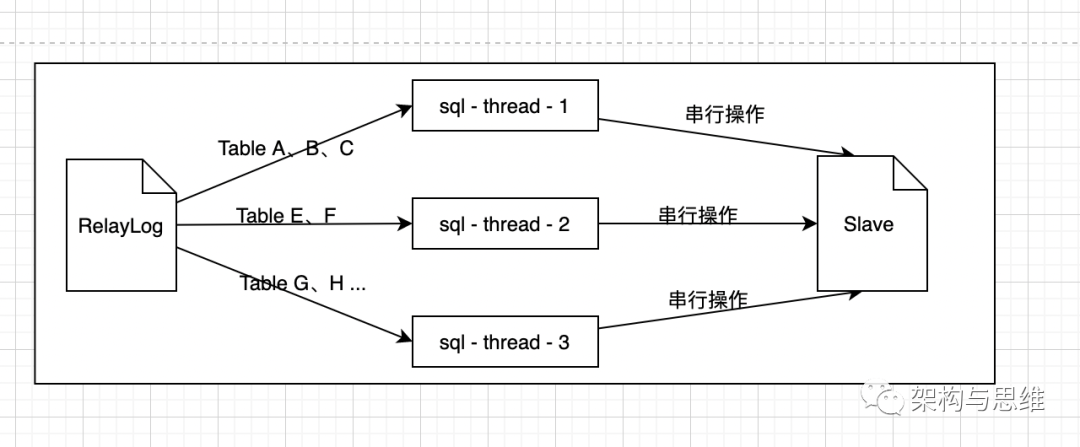 sql - thread - 1
串行操作
Table A、B、C
RelayLog
Table E、F
sql - thread - 2
串行操作
Slave
Table G、H ...
串行操作
sql - thread - 3
架构与思维